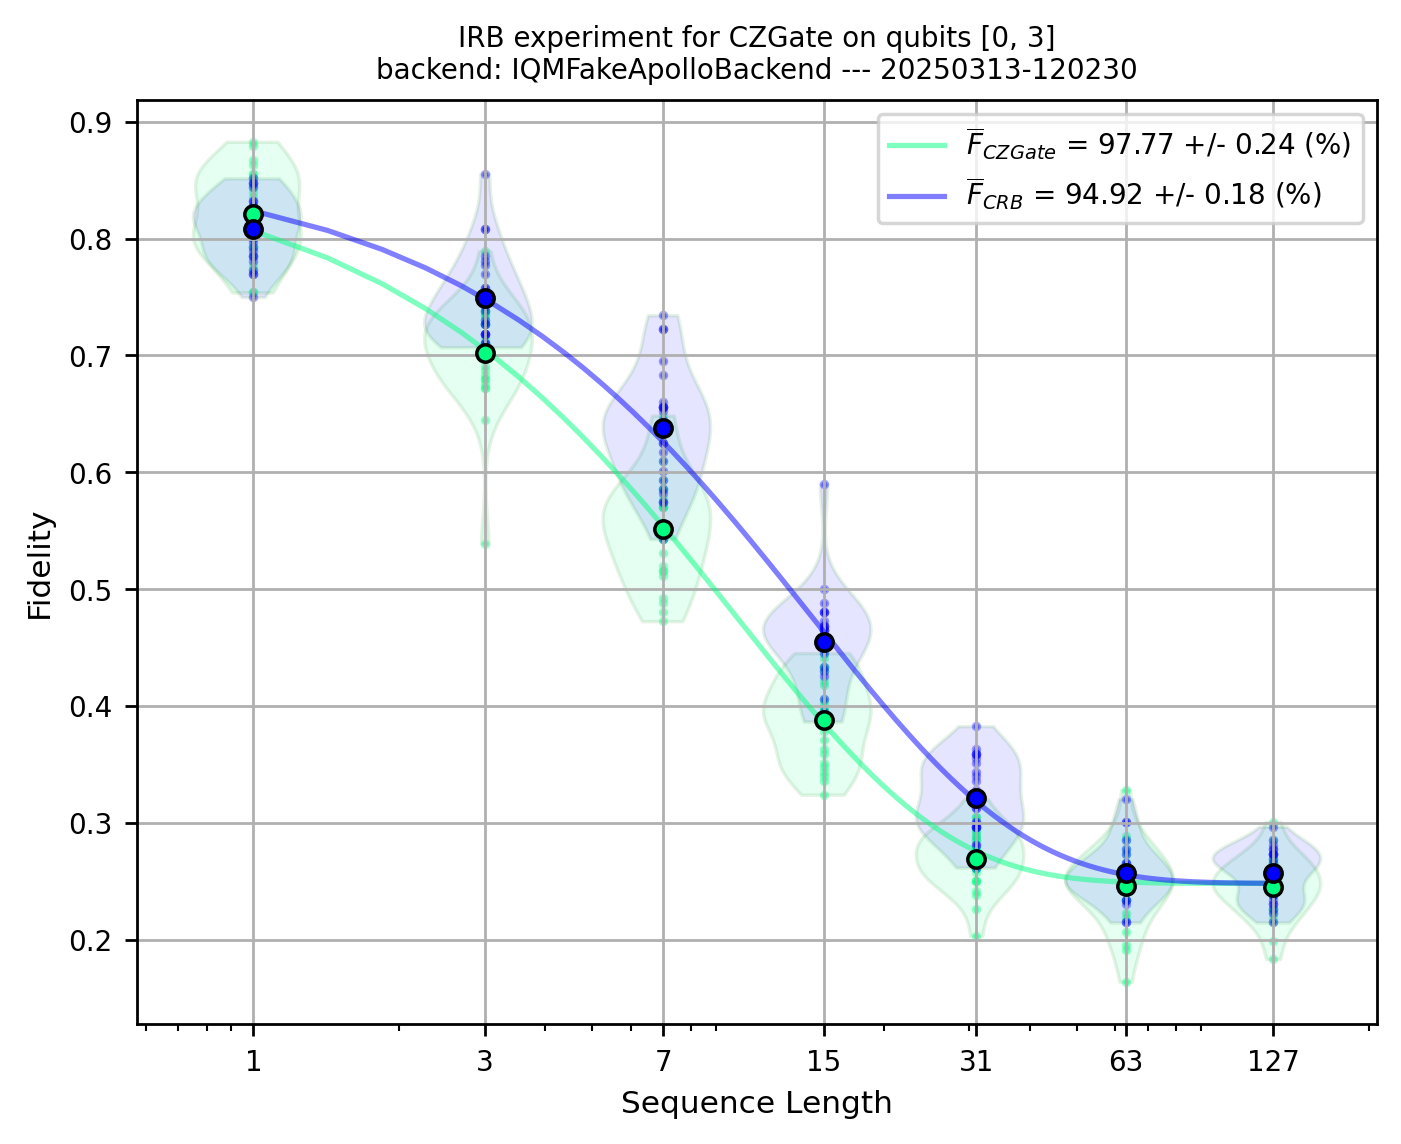 IRB experiment for CZGate on qubits [0, 3]
backend: IQMFakeApolloBackend --- 20250313-120230
F̅_CZGate = 97.77 +/- 0.24 (%)
F̅_CRB = 94.92 +/- 0.18 (%)
Fidelity
0.9
0.8
0.7
0.6
0.5
0.4
0.3
0.2
1 3 7 15 31 63 127
Sequence Length